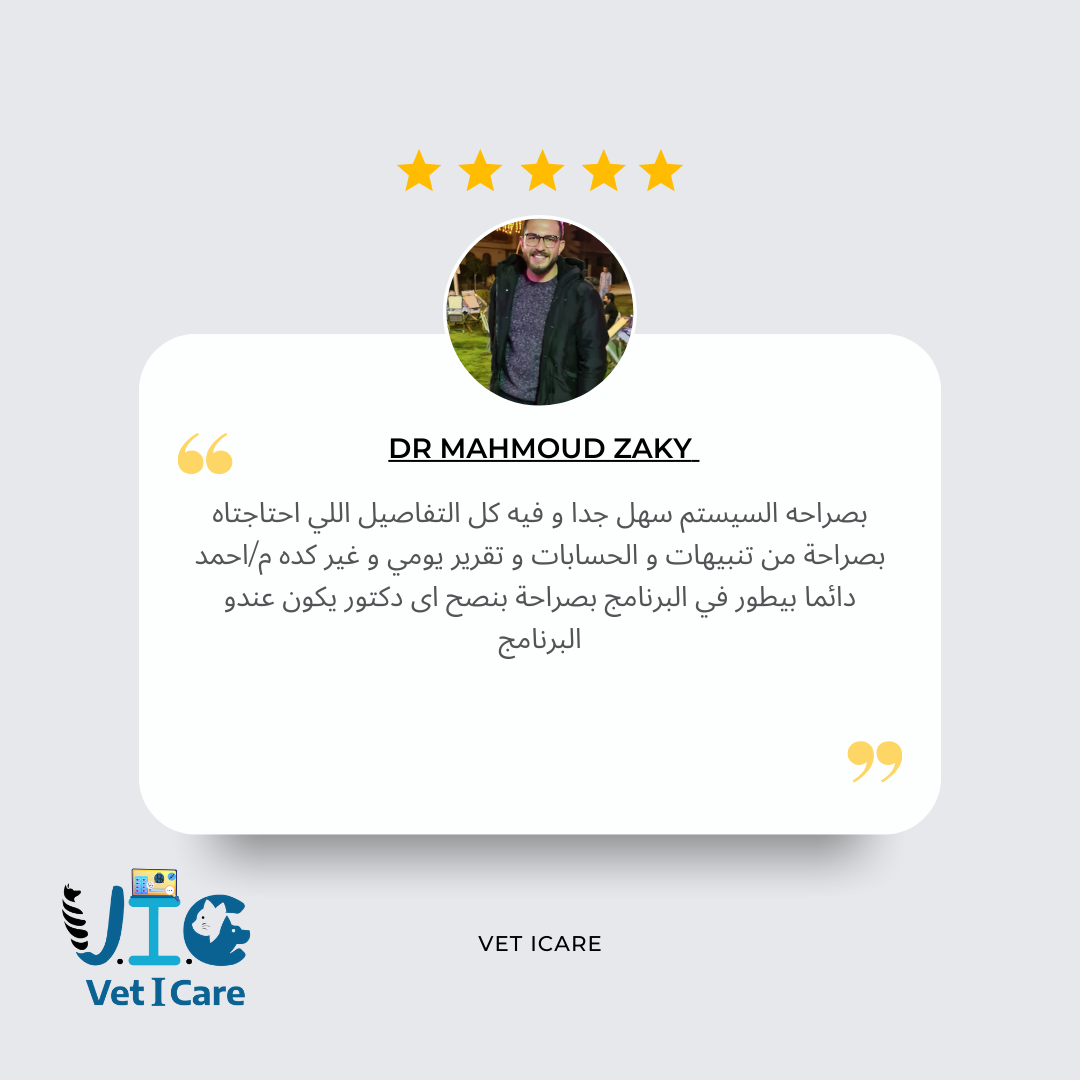 DR MAHMOUD ZAKY
بصراحه السيستم سهل جدا و فيه كل التفاصيل اللي احتاجتاه
بصراحة من تنبيهات و الحسابات و تقرير يومي و غير كده م/احمد
دائما بيطور في البرنامج بصراحة بنصح اى دكتور يكون عندو
البرنامج
V.I.C
Vet I Care
VET ICARE